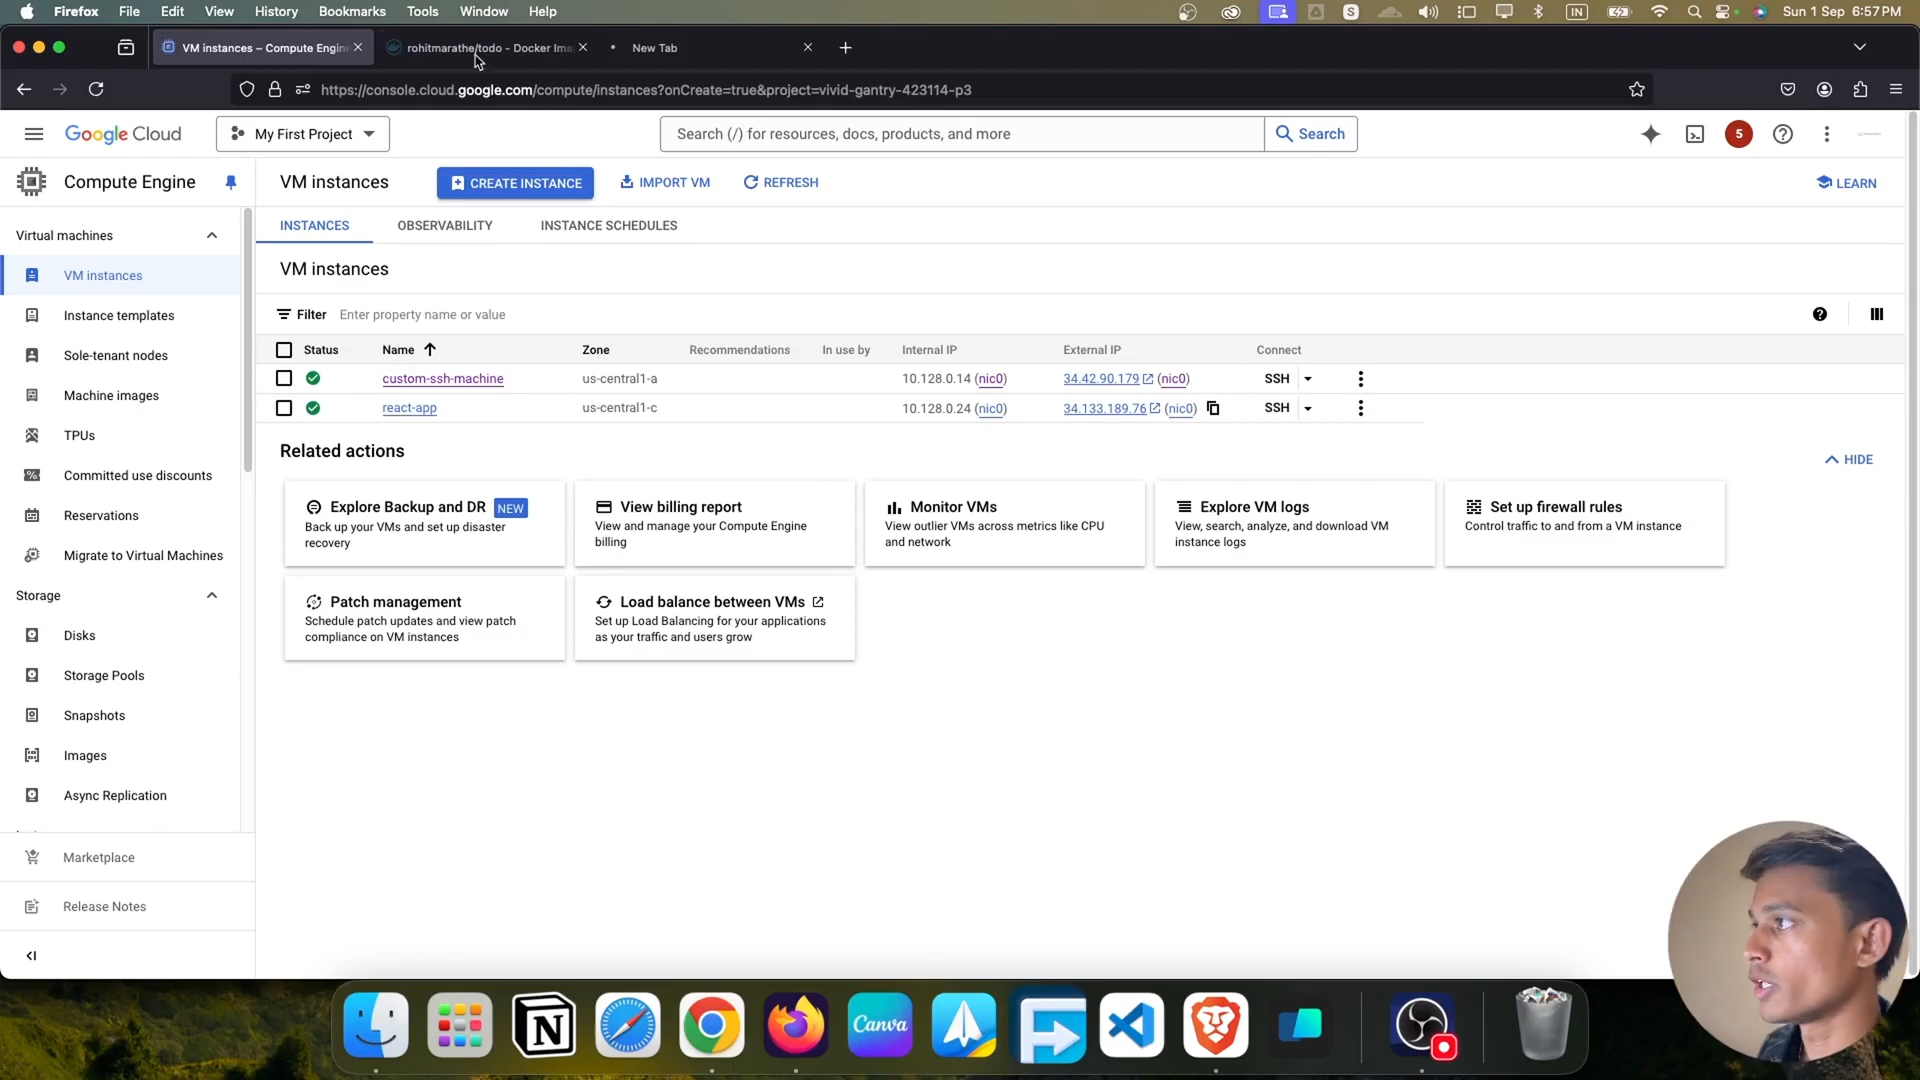 Firefox File Edit View History Bookmarks Tools Window Help
S IN Sun 1 Sep 6:57 PM
VM instances – Compute Engin
rohitmarathe/todo - Docker Ima
New Tab
https://console.cloud.google.com/compute/instances?onCreate=true&project=vivid-gantry-423114-p3
Google Cloud
My First Project
Search (/) for resources, docs, products, and more
Search
5
Compute Engine
VM instances
CREATE INSTANCE
IMPORT VM
REFRESH
LEARN
Virtual machines
VM instances
Instance templates
Sole-tenant nodes
Machine images
TPUs
Committed use discounts
Reservations
Migrate to Virtual Machines
Storage
Disks
Storage Pools
Snapshots
Images
Async Replication
Marketplace
Release Notes
INSTANCES OBSERVABILITY INSTANCE SCHEDULES
VM instances
Filter Enter property name or value
Status Name Zone Recommendations In use by Internal IP External IP Connect
custom-ssh-machine us-central1-a 10.128.0.14 (nic0) 34.42.90.179 (nic0) SSH
react-app us-central1-c 10.128.0.24 (nic0) 34.133.189.76 (nic0) SSH
Related actions
HIDE
Explore Backup and DR NEW
Back up your VMs and set up disaster
recovery
View billing report
View and manage your Compute Engine
billing
Monitor VMs
View outlier VMs across metrics like CPU
and network
Explore VM logs
View, search, analyze, and download VM
instance logs
Set up firewall rules
Control traffic to and from a VM instance
Patch management
Schedule patch updates and view patch
compliance on VM instances
Load balance between VMs
Set up Load Balancing for your applications
as your traffic and users grow
Canva